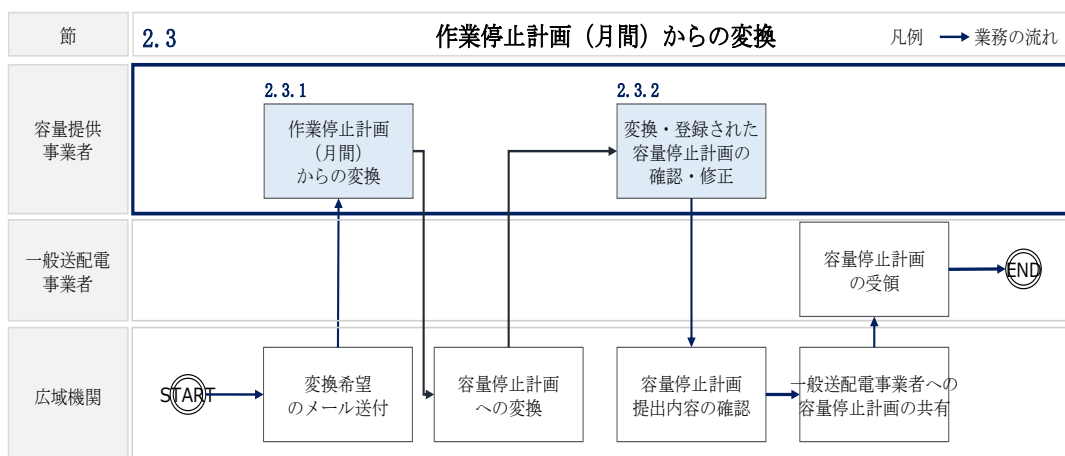 節
2.3
作業停止計画（月間）からの変換
凡例
業務の流れ
容量提供
事業者
2.3.1
作業停止計画
（月間）
からの変換
2.3.2
変換・登録された
容量停止計画の
確認・修正
一般送配電
事業者
容量停止計画
の受領
END
広域機関
START
変換希望
のメール送付
容量停止計画
への変換
容量停止計画
提出内容の確認
一般送配電事業者への
容量停止計画の共有